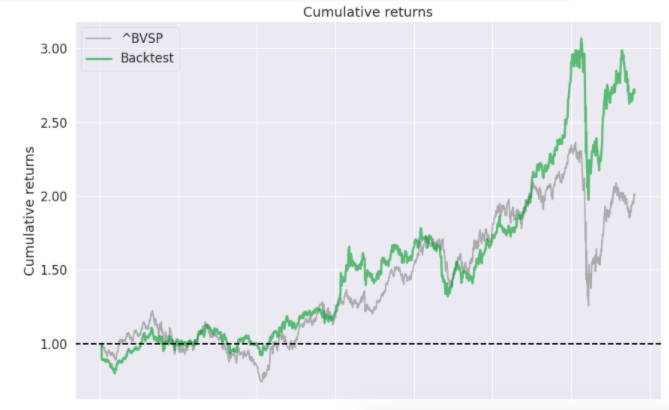 Cumulative returns
^BVSP
Backtest
3.00
2.50
2.00
1.50
1.00
Cumulative returns